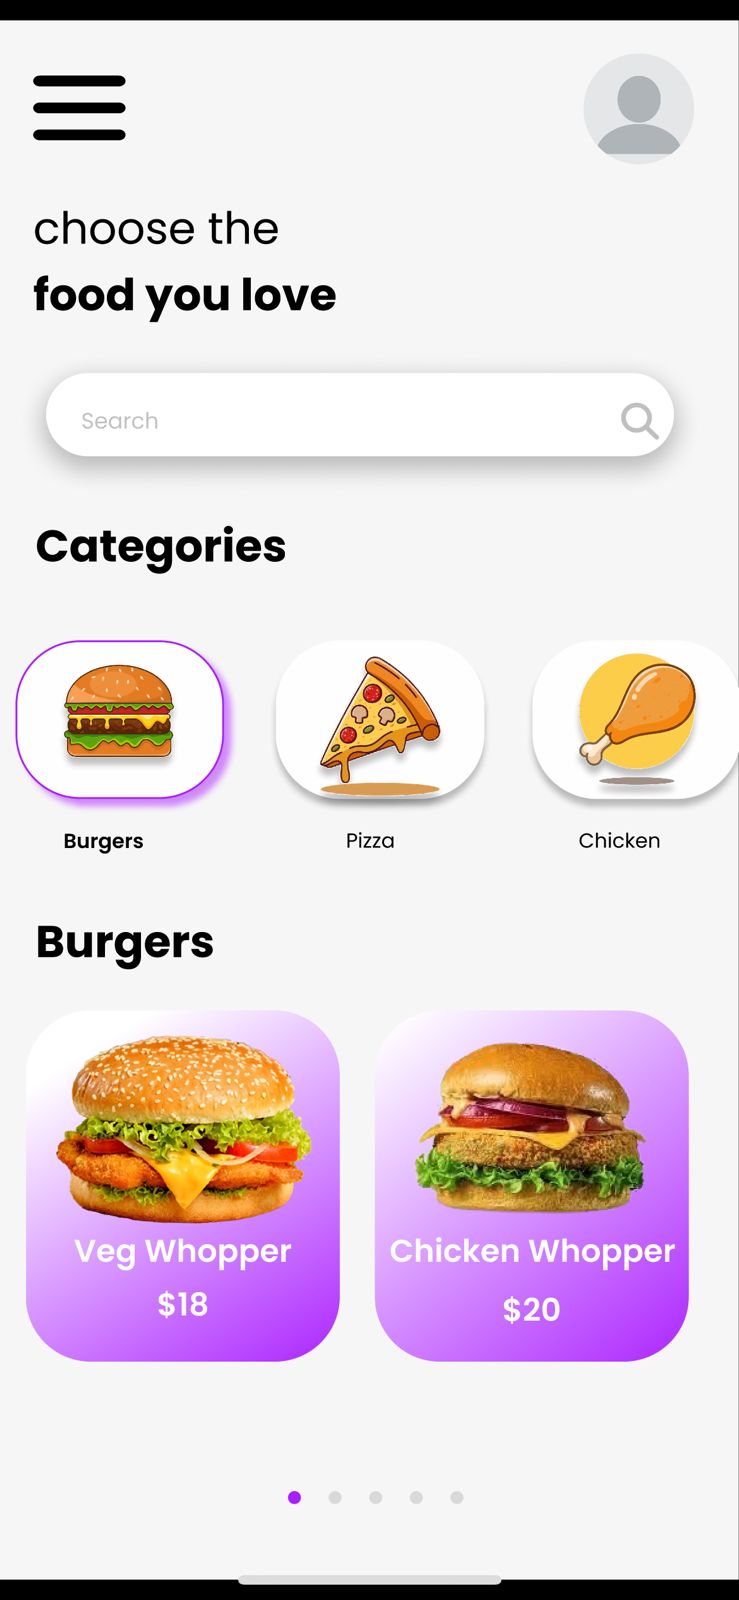 choose the
food you love
Search
Categories
Burgers
Pizza
Chicken
Burgers
Veg Whopper
$18
Chicken Whopper
$20